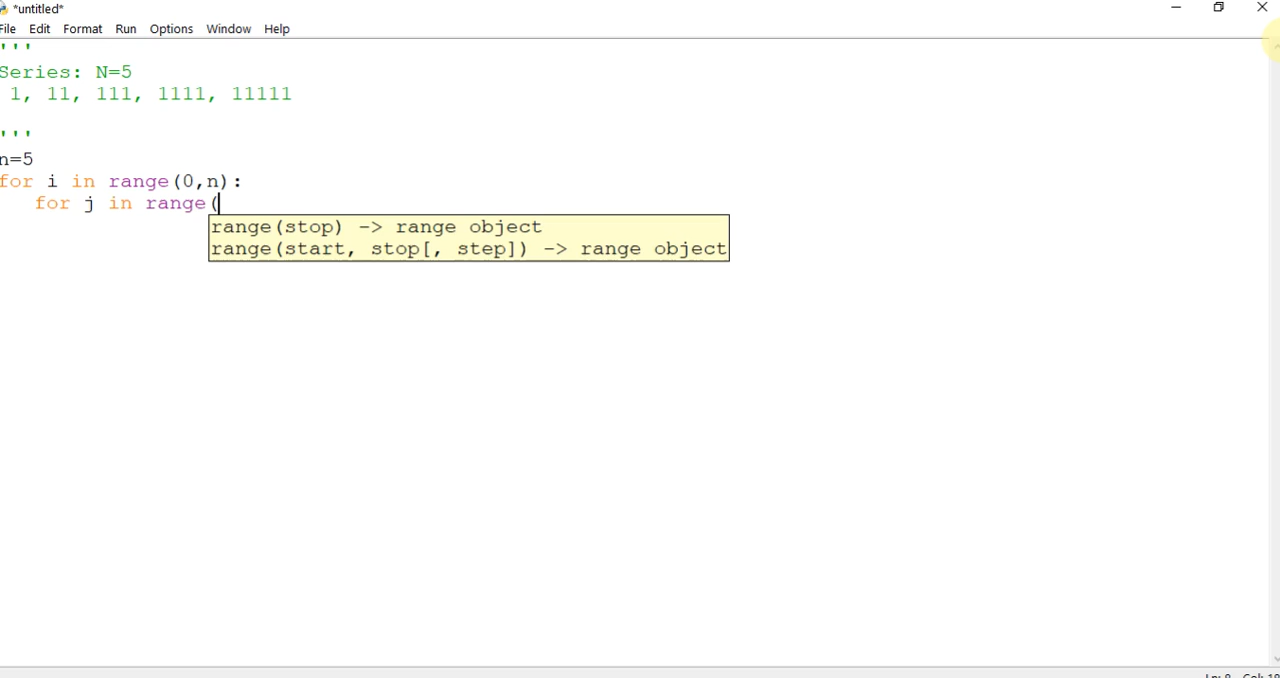 *untitled*
File Edit Format Run Options Window Help
'''
Series: N=5
1, 11, 111, 1111, 11111
'''
n=5
for i in range(0,n):
for j in range(
range(stop) -> range object
range(start, stop[, step]) -> range object